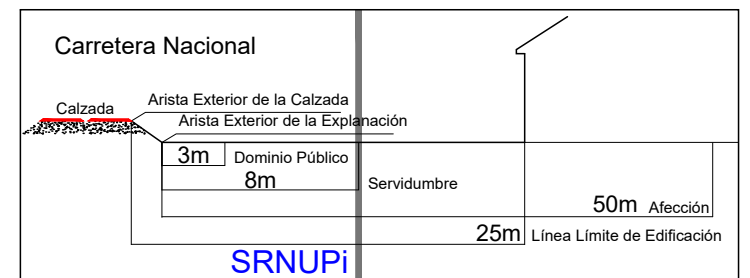 Carretera Nacional
Arista Exterior de la Calzada
Calzada
Arista Exterior de la Explanación
3m Dominio Público
8m Servidumbre
50m Afección
25m Línea Límite de Edificación
SRNUPi